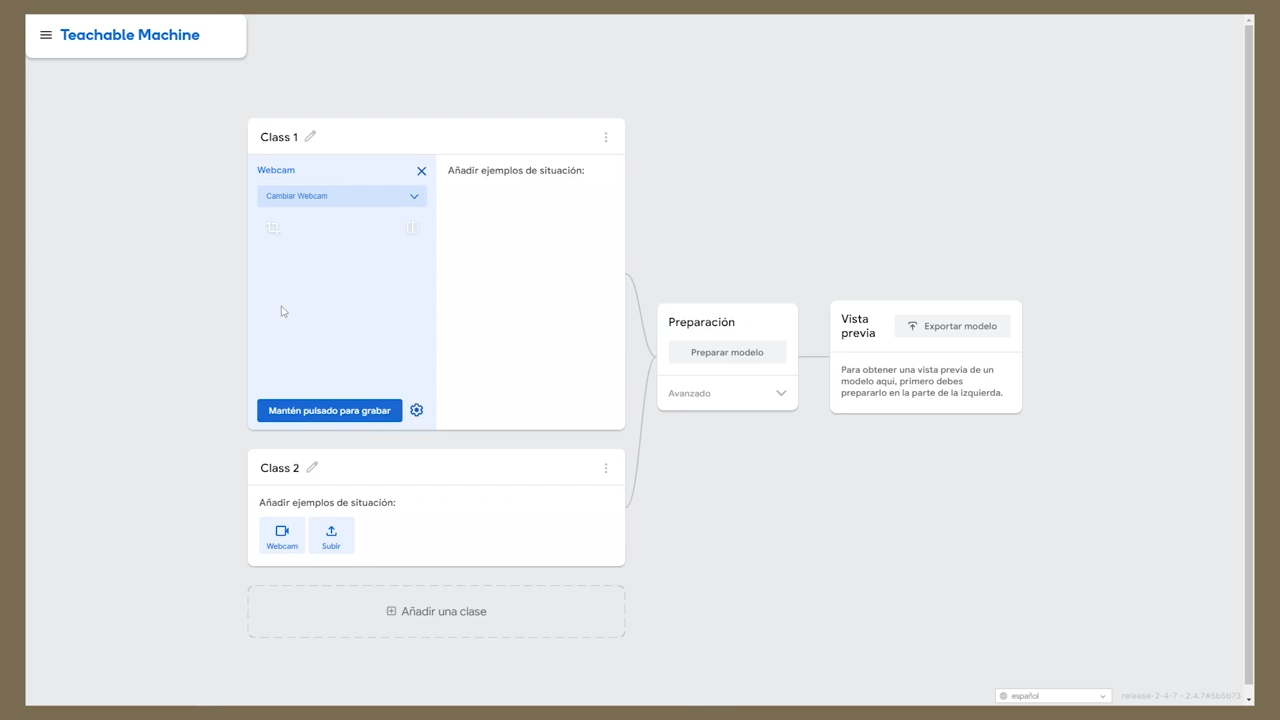 Teachable Machine
Class 1
Webcam
Añadir ejemplos de situación:
Cambiar Webcam
Mantén pulsado para grabar
Class 2
Añadir ejemplos de situación:
Webcam
Subir
Añadir una clase
Preparación
Preparar modelo
Avanzado
Vista
previa
Exportar modelo
Para obtener una vista previa de un
modelo aquí, primero debes
prepararlo en la parte de la izquierda.
español
release-2-4-7 - 2.4.7#5b5b73